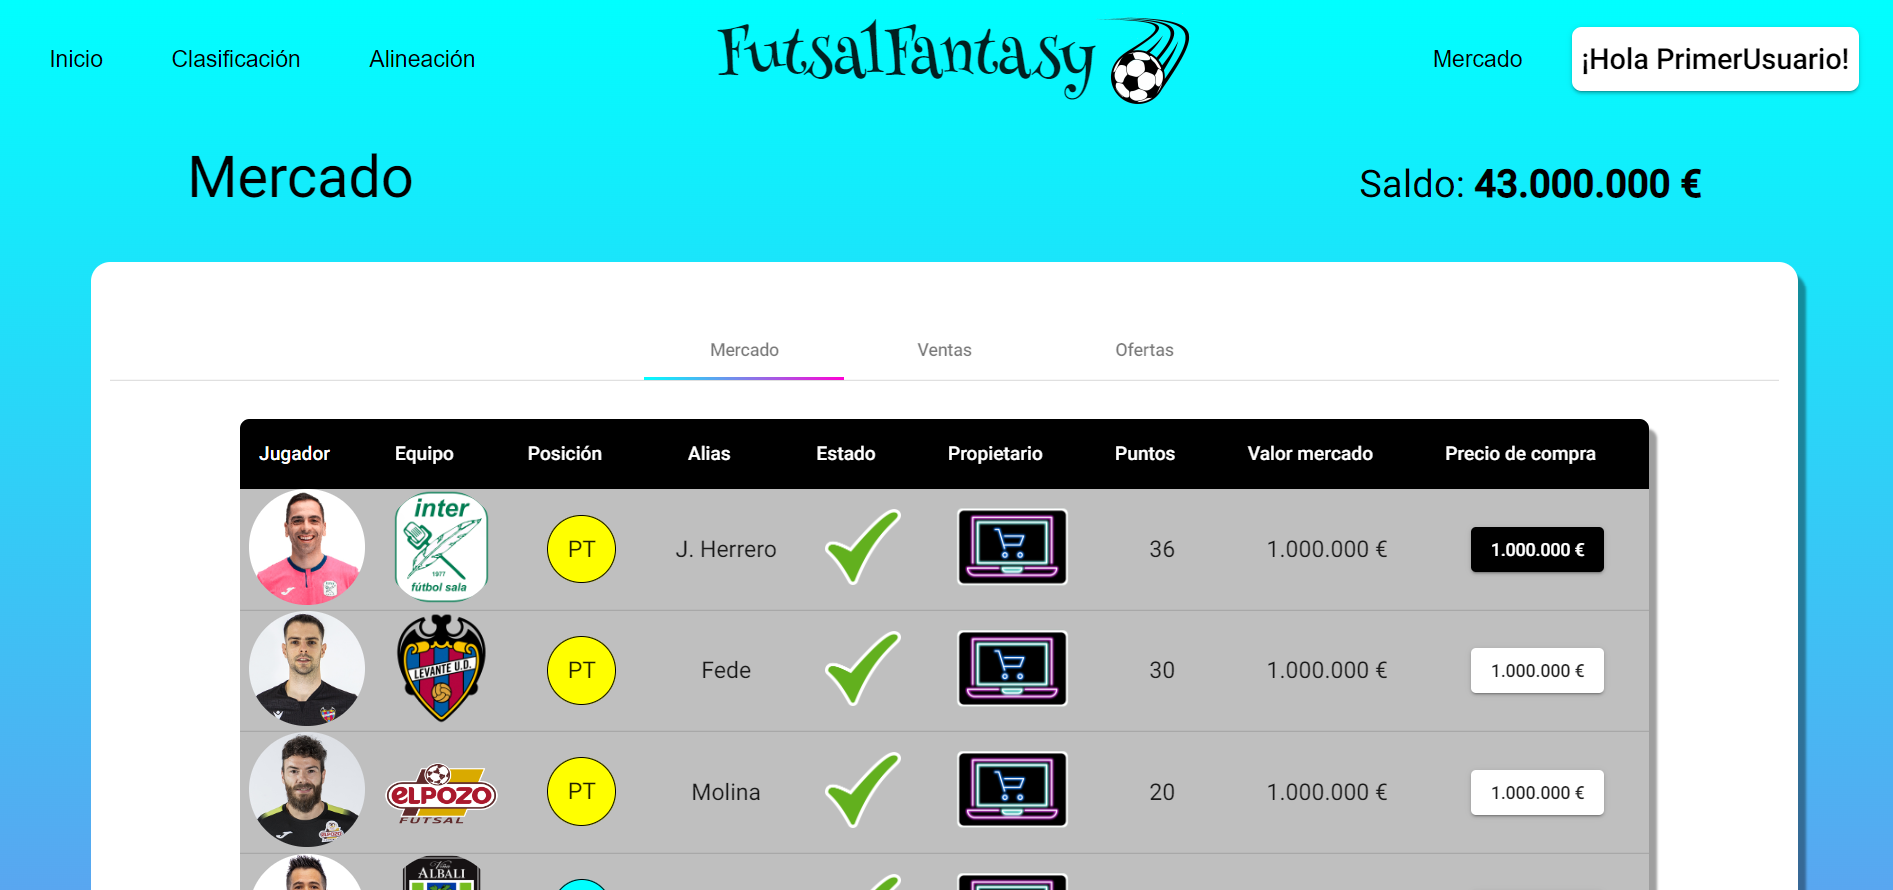 Inicio Clasificación Alineación FutsalFantasy Mercado ¡Hola PrimerUsuario!
Mercado Saldo: 43.000.000 €
Mercado Ventas Ofertas
Jugador Equipo Posición Alias Estado Propietario Puntos Valor mercado Precio de compra
inter
1977
fútbol sala
PT J. Herrero 36 1.000.000 € 1.000.000 €
LEVANTE U.D.
PT Fede 30 1.000.000 € 1.000.000 €
ELPOZO
FUTSAL
PT Molina 20 1.000.000 € 1.000.000 €
Viña
ALBALI